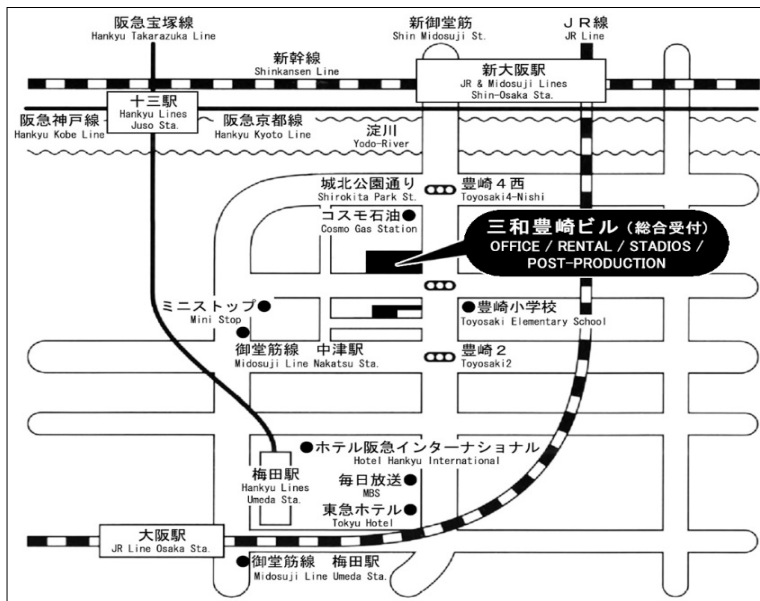 阪急宝塚線
Hankyu Takarazuka Line
新御堂筋
Shin Midosuji St.
JR線
JR Line
新幹線
Shinkansen Line
新大阪駅
JR & Midosuji Lines
Shin-Osaka Sta.
十三駅
Hankyu Lines
Juso Sta.
阪急神戸線
Hankyu Kobe Line
阪急京都線
Hankyu Kyoto Line
淀川
Yodo-River
城北公園通り
Shirokita Park St.
豊崎4西
Toyosaki4-Nishi
コスモ石油
Cosmo Gas Station
三和豊崎ビル（総合受付）
OFFICE / RENTAL / STADIOS /
POST-PRODUCTION
ミニストップ
Mini Stop
豊崎小学校
Toyosaki Elementary School
御堂筋線 中津駅
Midosuji Line Nakatsu Sta.
豊崎2
Toyosaki2
ホテル阪急インターナショナル
Hotel Hankyu International
梅田駅
Hankyu Lines
Umeda Sta.
毎日放送
MBS
東急ホテル
Tokyu Hotel
大阪駅
JR Line Osaka Sta.
御堂筋線 梅田駅
Midosuji Line Umeda Sta.